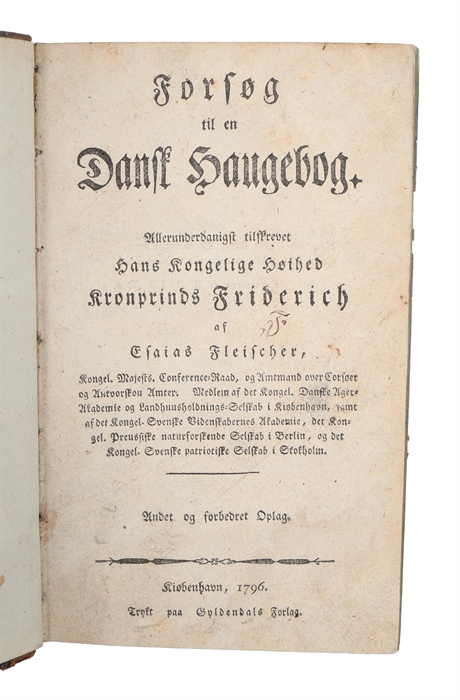 Forsøg
til en
Dansk Haugebog.
Allerunderdanigst tilskrevet
Hans Kongelige Høihed
Kronprinds Friderich
af
Esaias Fleischer,
Kongel. Majests. Conference-Raad, og Amtmand over Corsøer
og Antvorskou Amter. Medlem af det Kongel. Danske Ager-
Akademie og Landhuusholdnings-Selskab i Kiøbenhavn, samt
af det Kongel. Svenske Videnskabernes Akademie, det Kon-
gel. Preussiske naturforskende Selskab i Berlin, og det
Kongel. Svenske patriotiske Selskab i Stokholm.
Andet og forbedret Oplag.
Kiøbenhavn, 1796.
Trykt paa Gyldendals Forlag.